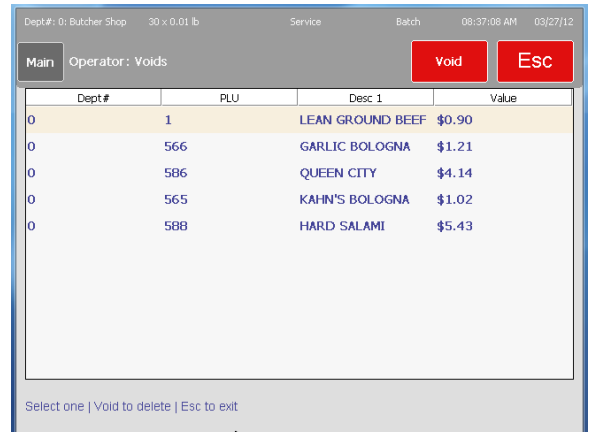 Dept#: 0: Butcher Shop 30 x 0.01 lb Service Batch 08:37:08 AM 03/27/12
Main Operator: Voids Void Esc
Dept# PLU Desc 1 Value
0 1 LEAN GROUND BEEF $0.90
0 566 GARLIC BOLOGNA $1.21
0 586 QUEEN CITY $4.14
0 565 KAHN'S BOLOGNA $1.02
0 588 HARD SALAMI $5.43
Select one | Void to delete | Esc to exit